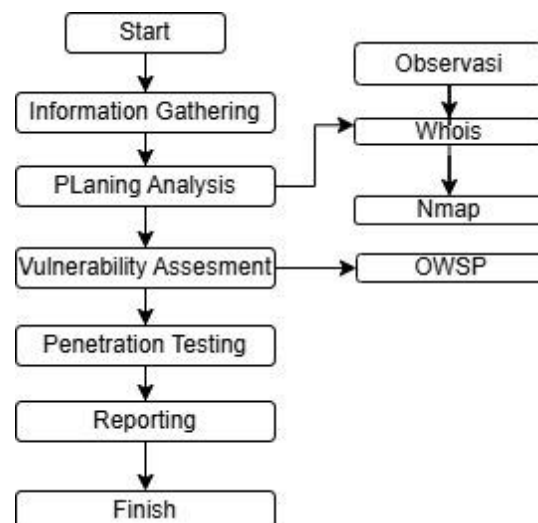 Start
Information Gathering
PLaning Analysis
Vulnerability Assesment
Penetration Testing
Reporting
Finish
Observasi
Whois
Nmap
OWSP